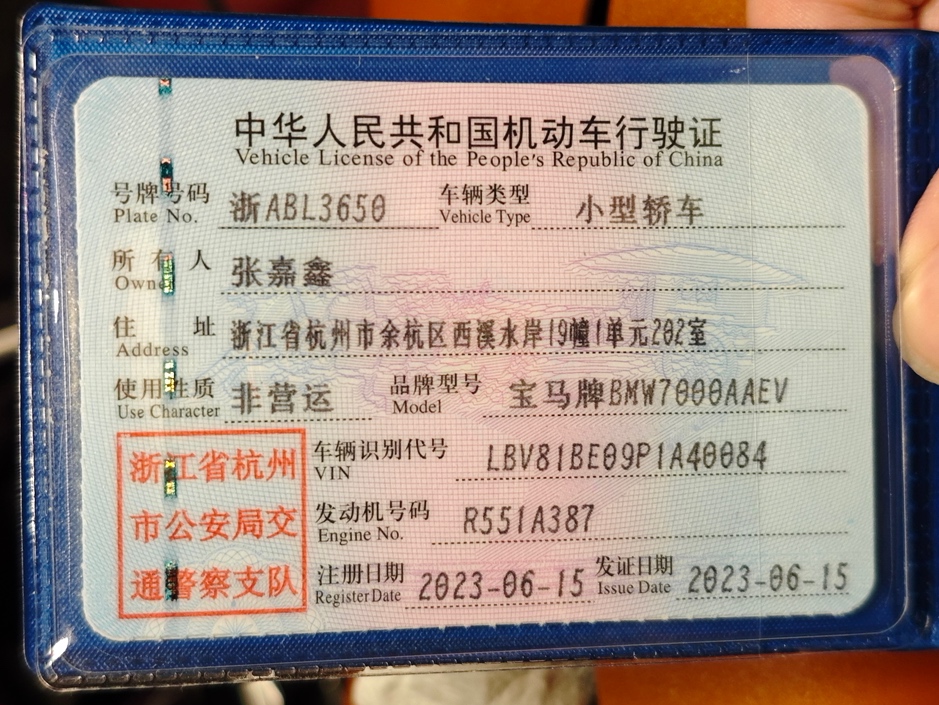 中华人民共和国机动车行驶证
Vehicle License of the People's Republic of China
号牌号码 浙ABL3650 车辆类型 小型轿车
Plate No. Vehicle Type
所有人 张嘉鑫
Owner
住址 浙江省杭州市余杭区西溪水岸19幢1单元202室
Address
使用性质 非营运 品牌型号 宝马牌BMW7000AAEV
Use Character Model
浙江省杭州
市公安局交
通警察支队
车辆识别代号 LBV81BE09P1A40084
VIN
发动机号码 R551A387
Engine No.
注册日期 2023-06-15 发证日期 2023-06-15
Register Date Issue Date